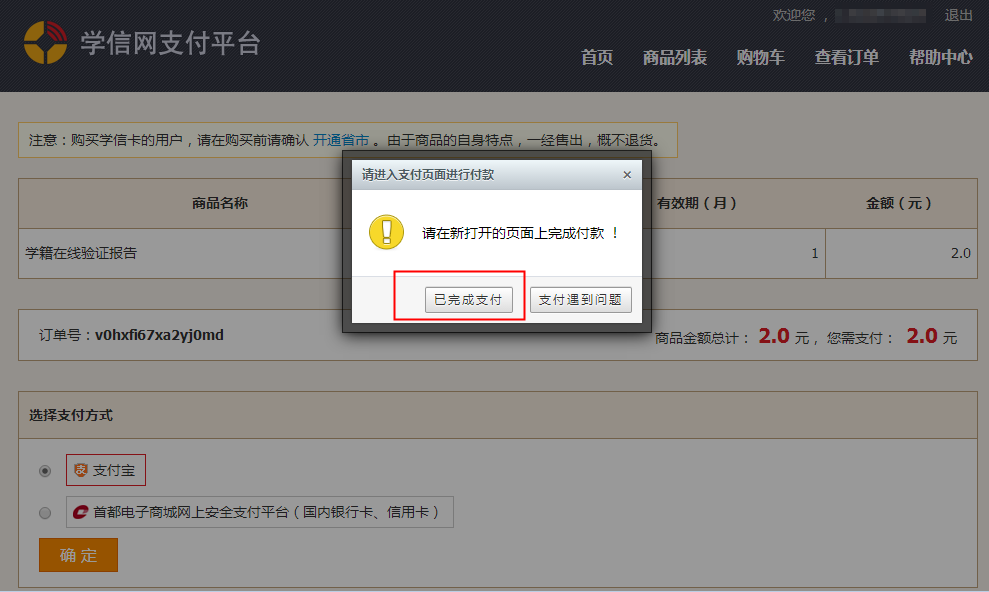 欢迎您 ， 退出
学信网支付平台
首页 商品列表 购物车 查看订单 帮助中心
注意：购买学信卡的用户，请在购买前请确认 开通省市 。由于商品的自身特点，一经售出，概不退货。
请进入支付页面进行付款 ×
商品名称 有效期（月） 金额（元）
请在新打开的页面上完成付款 ！
学籍在线验证报告 1 2.0
已完成支付 支付遇到问题
订单号：v0hxfi67xa2yj0md 商品金额总计： 2.0 元 ，您需支付： 2.0 元
选择支付方式
支 支付宝
首都电子商城网上安全支付平台（国内银行卡、信用卡）
确 定